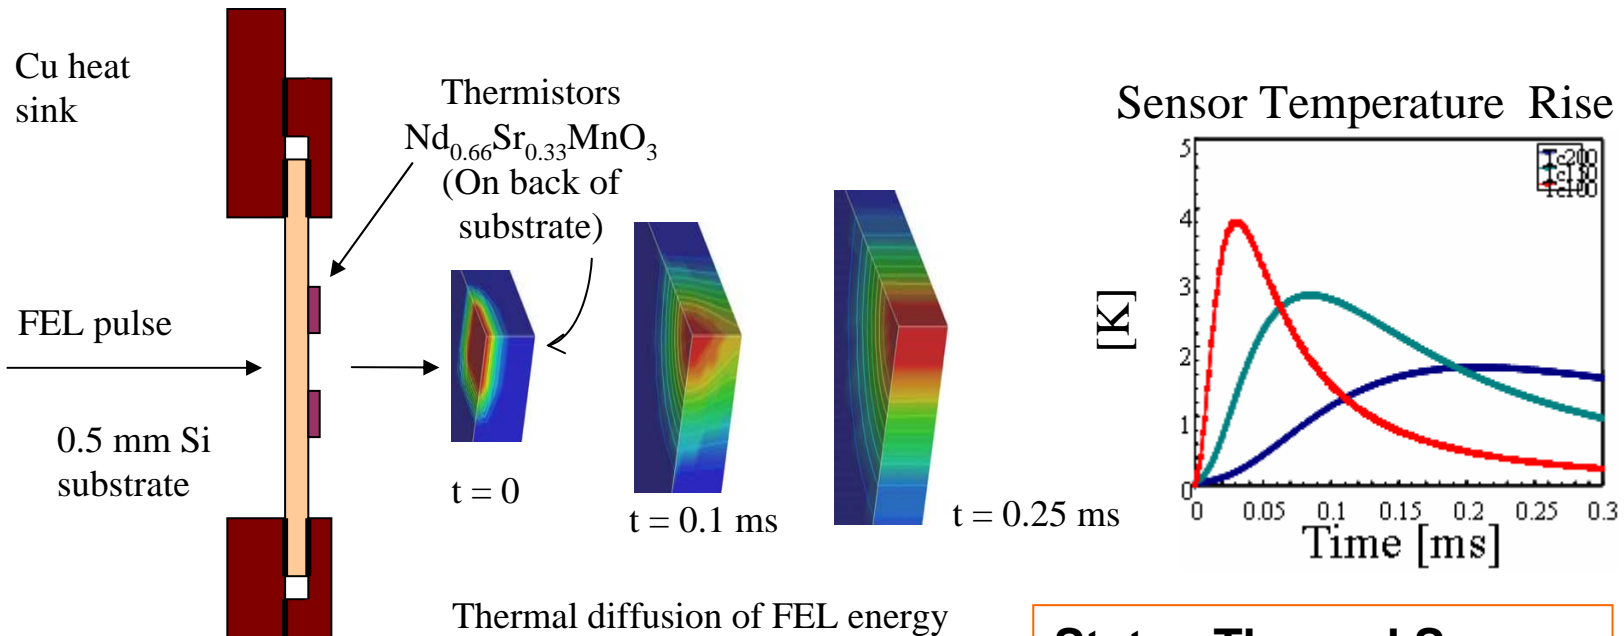 Cu heat
sink
Thermistors
Nd0.66Sr0.33MnO3
(On back of
substrate)
FEL pulse
0.5 mm Si
substrate
t = 0
t = 0.1 ms
t = 0.25 ms
Thermal diffusion of FEL energy
Sensor Temperature Rise
[K]
5
4
3
2
1
0
0 0.05 0.1 0.15 0.2 0.25 0.3
Time [ms]
Tc200
Tc100